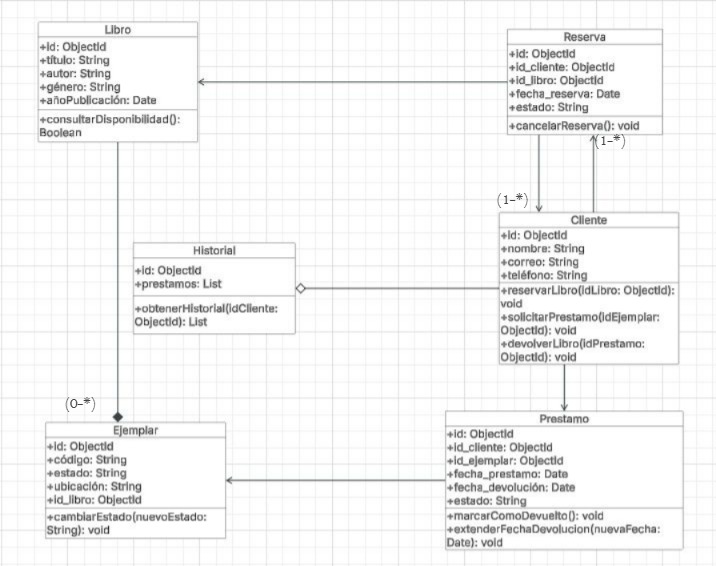 Libro
+id: ObjectId
+título: String
+autor: String
+género: String
+añoPublicación: Date
+consultarDisponibilidad():
Boolean
Reserva
+id: ObjectId
+id_cliente: ObjectId
+id_libro: ObjectId
+fecha_reserva: Date
+estado: String
+cancelarReserva(): void
(1-*)
(1-*)
Cliente
+id: ObjectId
+nombre: String
+correo: String
+teléfono: String
+reservarLibro(idLibro: ObjectId):
void
+solicitarPrestamo(idEjemplar:
ObjectId): void
+devolverLibro(idPrestamo:
ObjectId): void
Historial
+id: ObjectId
+prestamos: List
+obtenerHistorial(idCliente:
ObjectId): List
(0-*)
Ejemplar
+id: ObjectId
+código: String
+estado: String
+ubicación: String
+id_libro: ObjectId
+cambiarEstado(nuevoEstado:
String): void
Prestamo
+id: ObjectId
+id_cliente: ObjectId
+id_ejemplar: ObjectId
+fecha_prestamo: Date
+fecha_devolución: Date
+estado: String
+marcarComoDevuelto(): void
+extenderFechaDevolucion(nuevaFecha:
Date): void